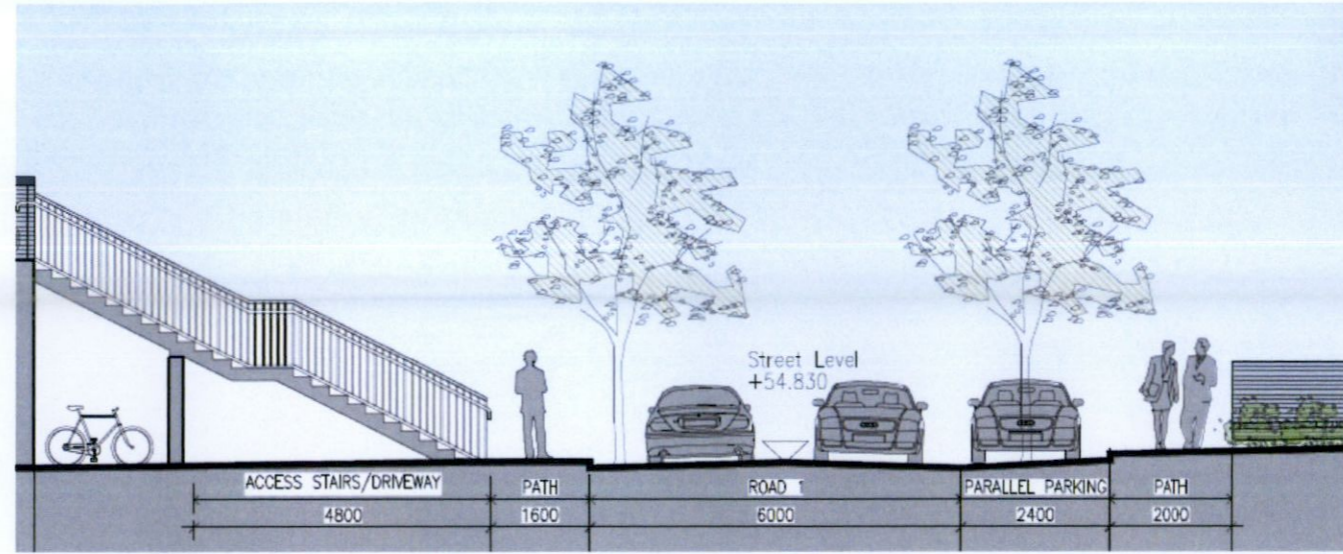 Street Level
+54.830
ACCESS STAIRS/DRIVEWAY PATH ROAD 1 PARALLEL PARKING PATH
4800 1600 6000 2400 2000